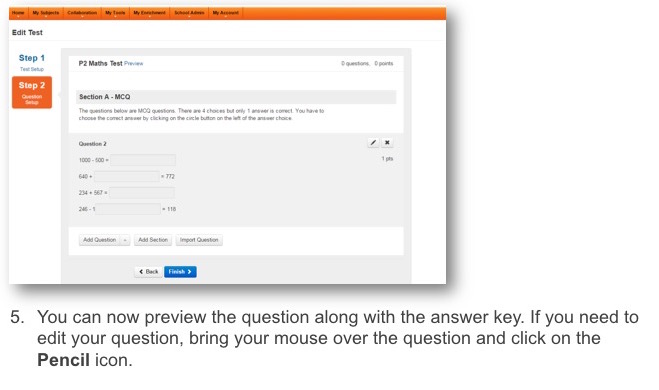 Home My Subjects Collaboration My Tools My Enrichment School Admin My Account
Edit Test
Step 1
Test Setup
Step 2
Question
Setup
P2 Maths Test Preview 0 questions, 0 points
Section A - MCQ
The questions below are MCQ questions. There are 4 choices but only 1 answer is correct. You have to
choose the correct answer by clicking on the circle button on the left of the answer choice.
Question 2
1 pts
1000 - 500 =
640 + = 772
234 + 567 =
246 - 1 = 118
Add Question Add Section Import Question
Back Finish
5. You can now preview the question along with the answer key. If you need to
edit your question, bring your mouse over the question and click on the
Pencil icon.